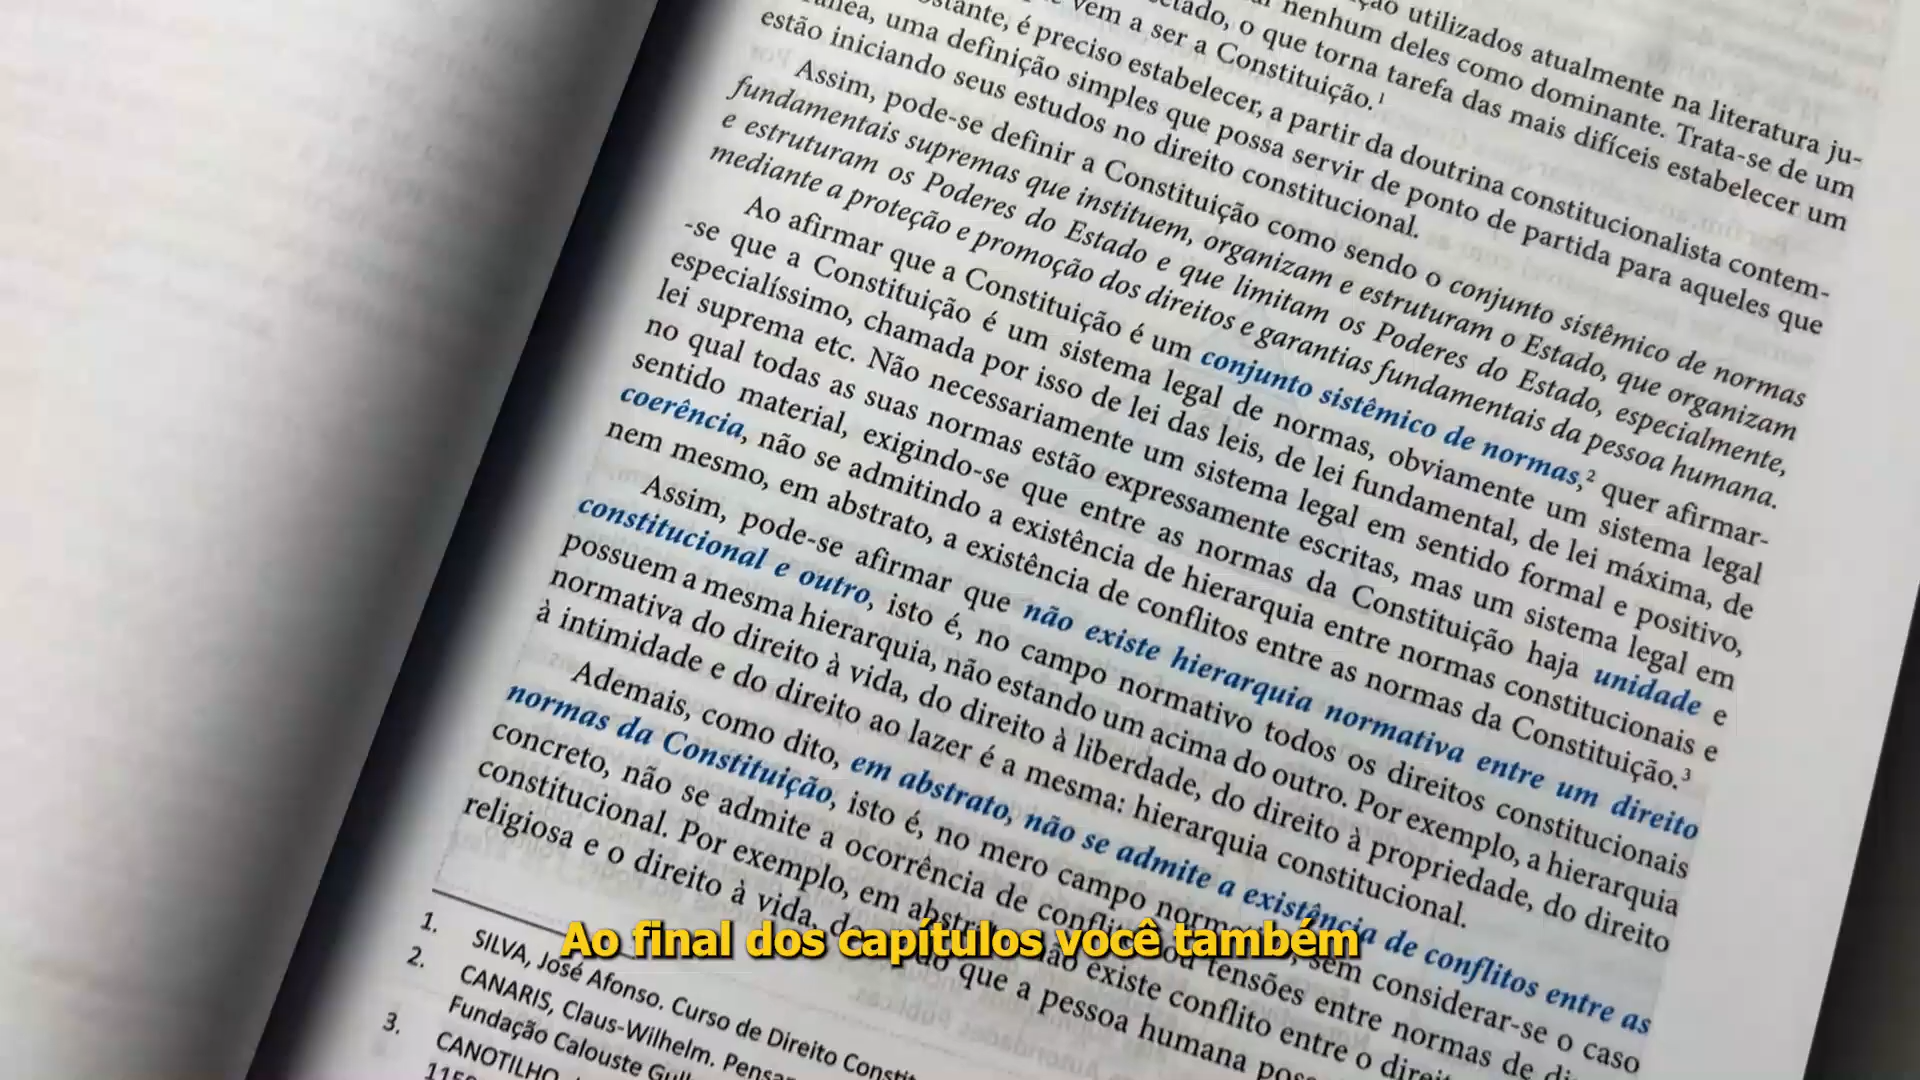 ção utilizados atualmente na literatura ju-
nenhum deles como dominante. Trata-se de um
o que torna tarefa das mais difíceis estabelecer um
vem a ser a Constituição.¹
é preciso estabelecer, a partir da doutrina constitucionalista contem-
uma definição simples que possa servir de ponto de partida para aqueles que
estão iniciando seus estudos no direito constitucional.
Assim, pode-se definir a Constituição como sendo o conjunto sistêmico de normas
fundamentais supremas que instituem, organizam e estruturam o Estado, que organizam
e estruturam os Poderes do Estado e que limitam os Poderes do Estado, especialmente,
mediante a proteção e promoção dos direitos e garantias fundamentais da pessoa humana.
Ao afirmar que a Constituição é um conjunto sistêmico de normas,² quer afirmar-
-se que a Constituição é um sistema legal de normas, obviamente um sistema legal
especialíssimo, chamada por isso de lei das leis, de lei fundamental, de lei máxima, de
lei suprema etc. Não necessariamente um sistema legal em sentido formal e positivo,
no qual todas as suas normas estão expressamente escritas, mas um sistema legal em
sentido material, exigindo-se que entre as normas da Constituição haja unidade e
coerência, não se admitindo a existência de hierarquia entre normas constitucionais e
nem mesmo, em abstrato, a existência de conflitos entre as normas da Constituição.³
Assim, pode-se afirmar que não existe hierarquia normativa entre um direito
constitucional e outro, isto é, no campo normativo todos os direitos constitucionais
possuem a mesma hierarquia, não estando um acima do outro. Por exemplo, a hierarquia
normativa do direito à vida, do direito à liberdade, do direito à propriedade, do direito
à intimidade e do direito ao lazer é a mesma: hierarquia constitucional.
Ademais, como dito, em abstrato, não se admite a existência de conflitos entre as
normas da Constituição, isto é, no mero campo sem considerar-se o caso
concreto, não se admite a ocorrência de ou tensões entre normas de
constitucional. Por exemplo, em não existe conflito entre o
religiosa e o direito à vida, que a pessoa humana
1. SILVA, José Afonso. Curso de Direito
2. CANARIS, Claus-Wilhelm.
Fundação Calouste
3. CANOTILHO,
Ao final dos capítulos você também